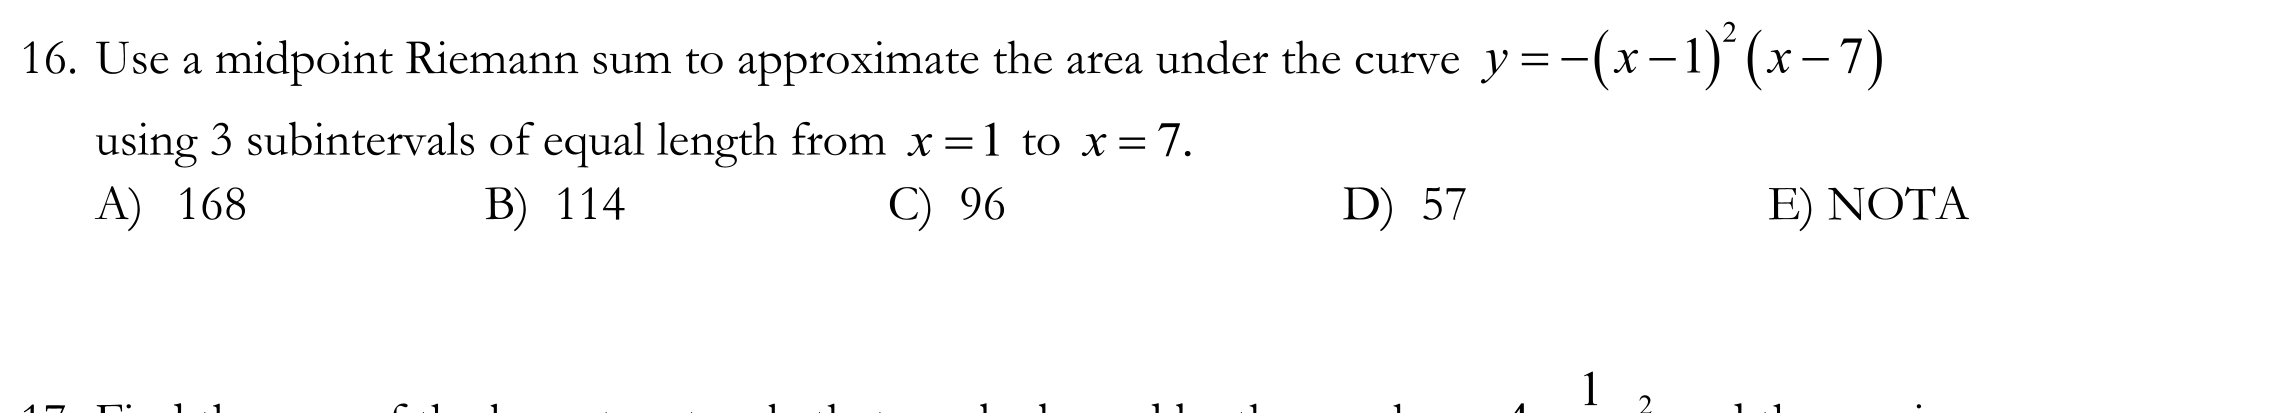 16. Use a midpoint Riemann sum to approximate the area under the curve y = −(x − 1)² (x − 7)
using 3 subintervals of equal length from x = 1 to x = 7.
A) 168 B) 114 C) 96 D) 57 E) NOTA